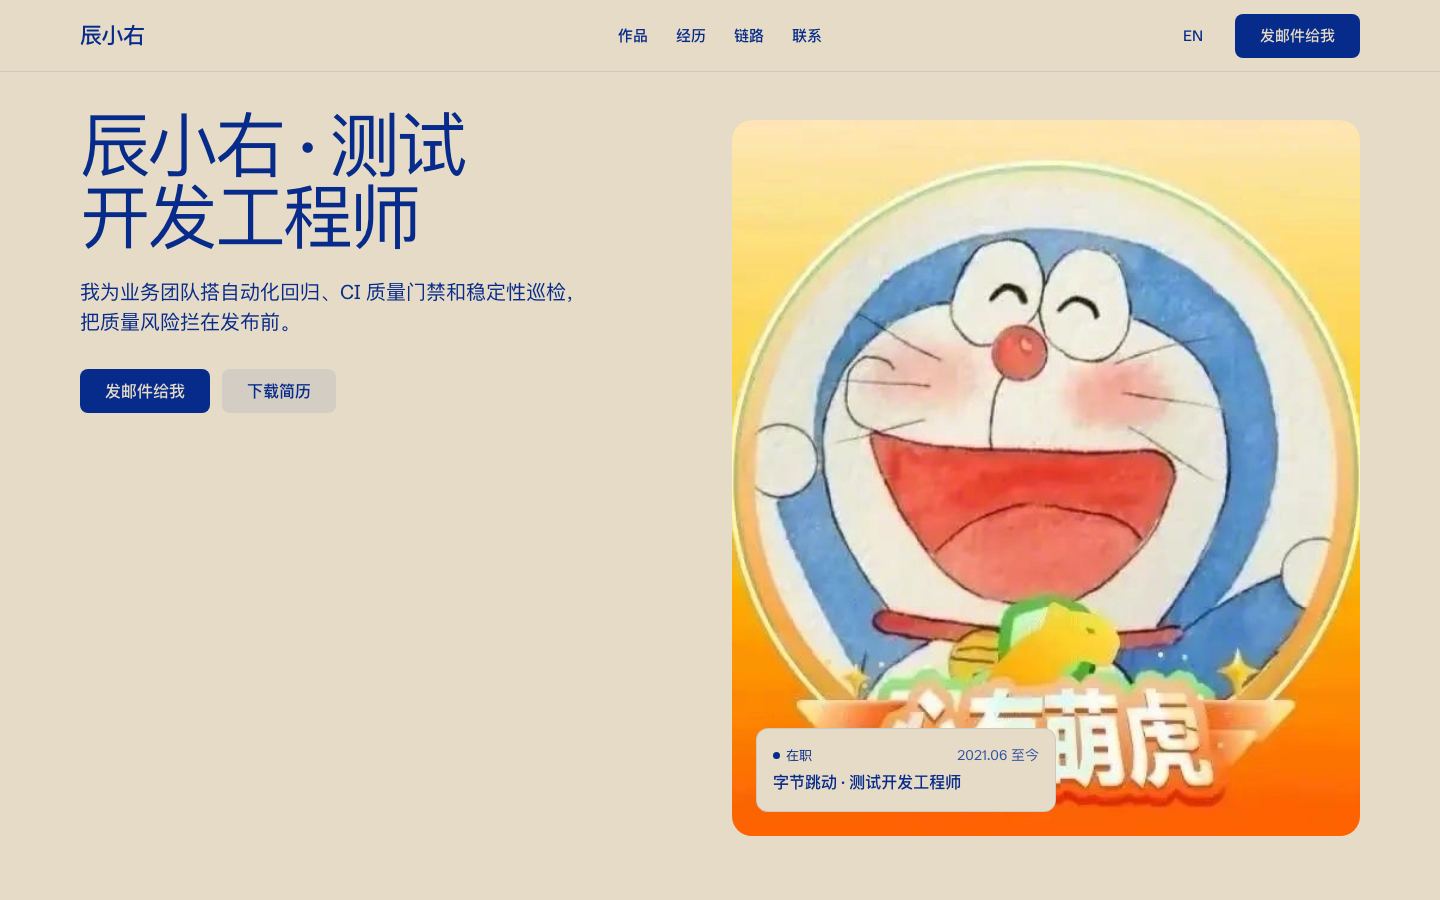 辰小右
作品
经历
链路
联系
EN
发邮件给我
辰小右 · 测试
开发工程师
我为业务团队搭自动化回归、CI 质量门禁和稳定性巡检,
把质量风险拦在发布前。
发邮件给我
下载简历
萌虎
在职
2021.06 至今
字节跳动 · 测试开发工程师